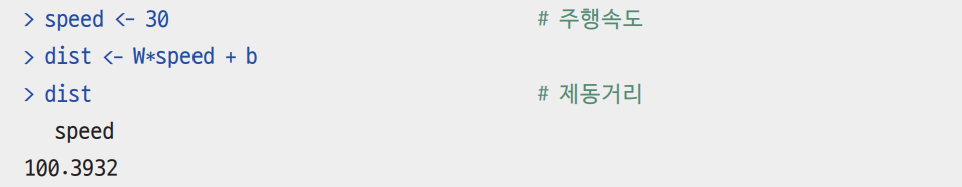 > speed <- 30 # 주행속도
> dist <- W*speed + b
> dist # 제동거리
speed
100.3932